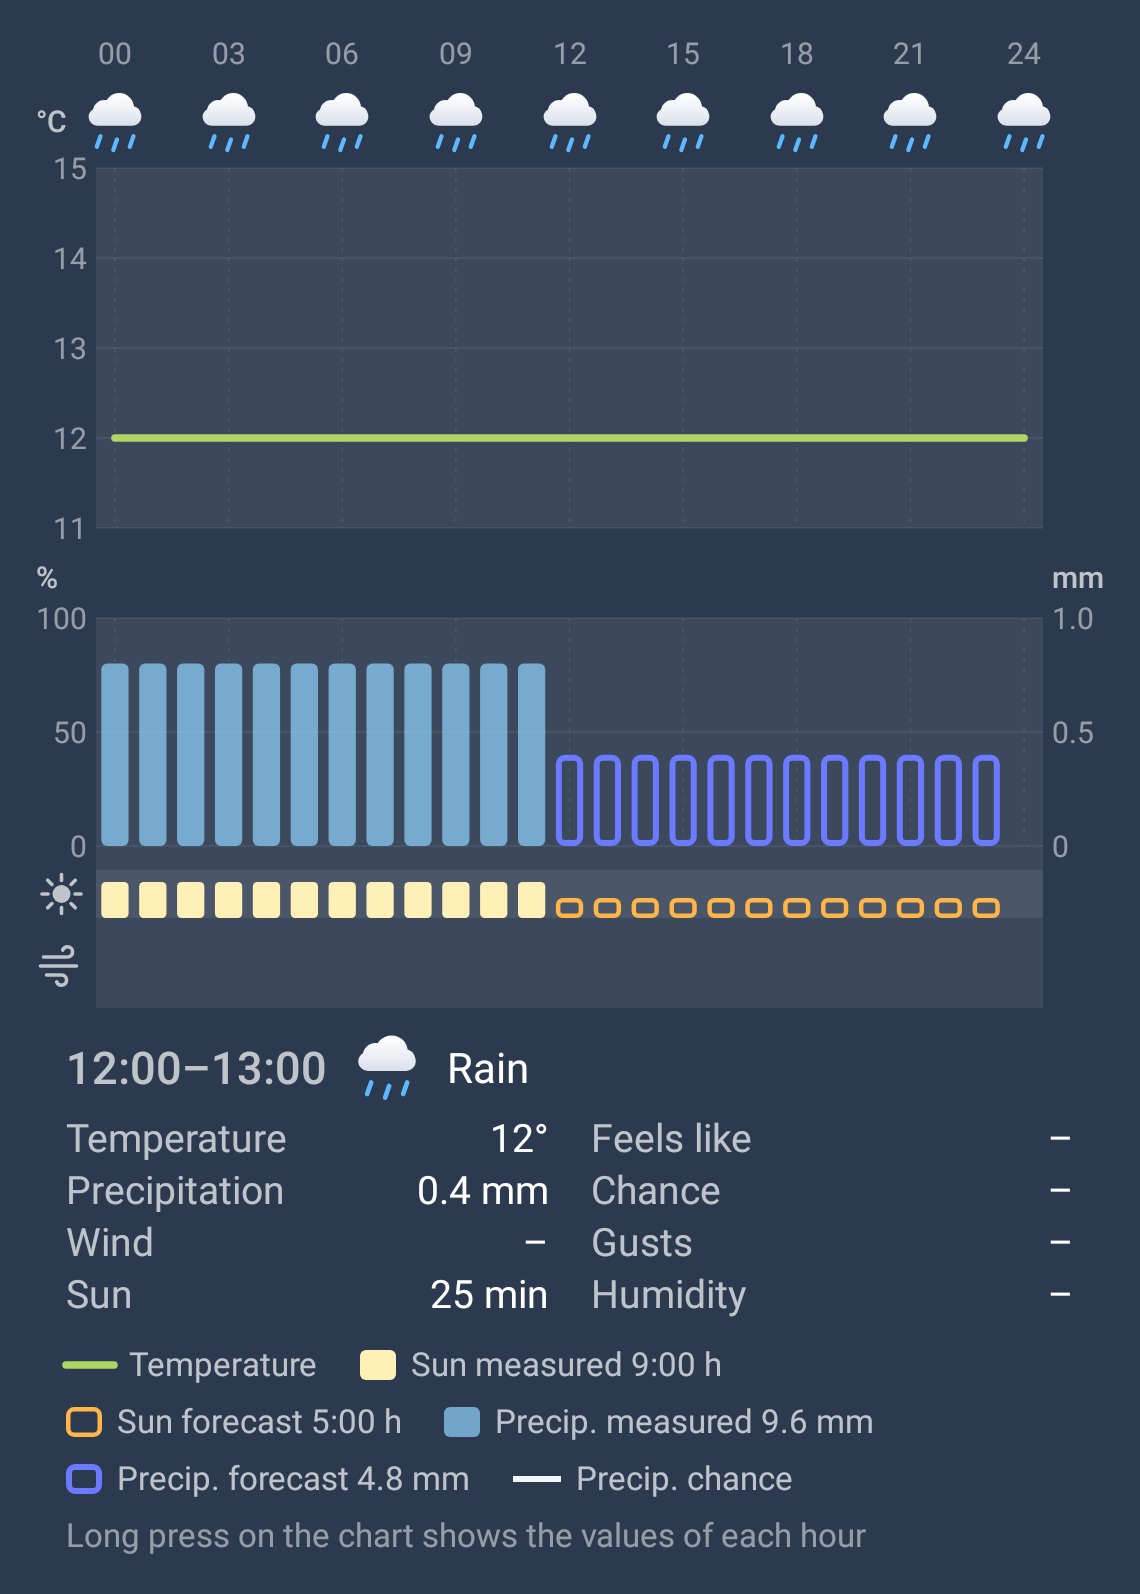 00 03 06 09 12 15 18 21 24
°C
15
14
13
12
11
% mm
100 1.0
50 0.5
0 0
12:00–13:00 Rain
Temperature 12° Feels like –
Precipitation 0.4 mm Chance –
Wind – Gusts –
Sun 25 min Humidity –
Temperature Sun measured 9:00 h
Sun forecast 5:00 h Precip. measured 9.6 mm
Precip. forecast 4.8 mm Precip. chance
Long press on the chart shows the values of each hour